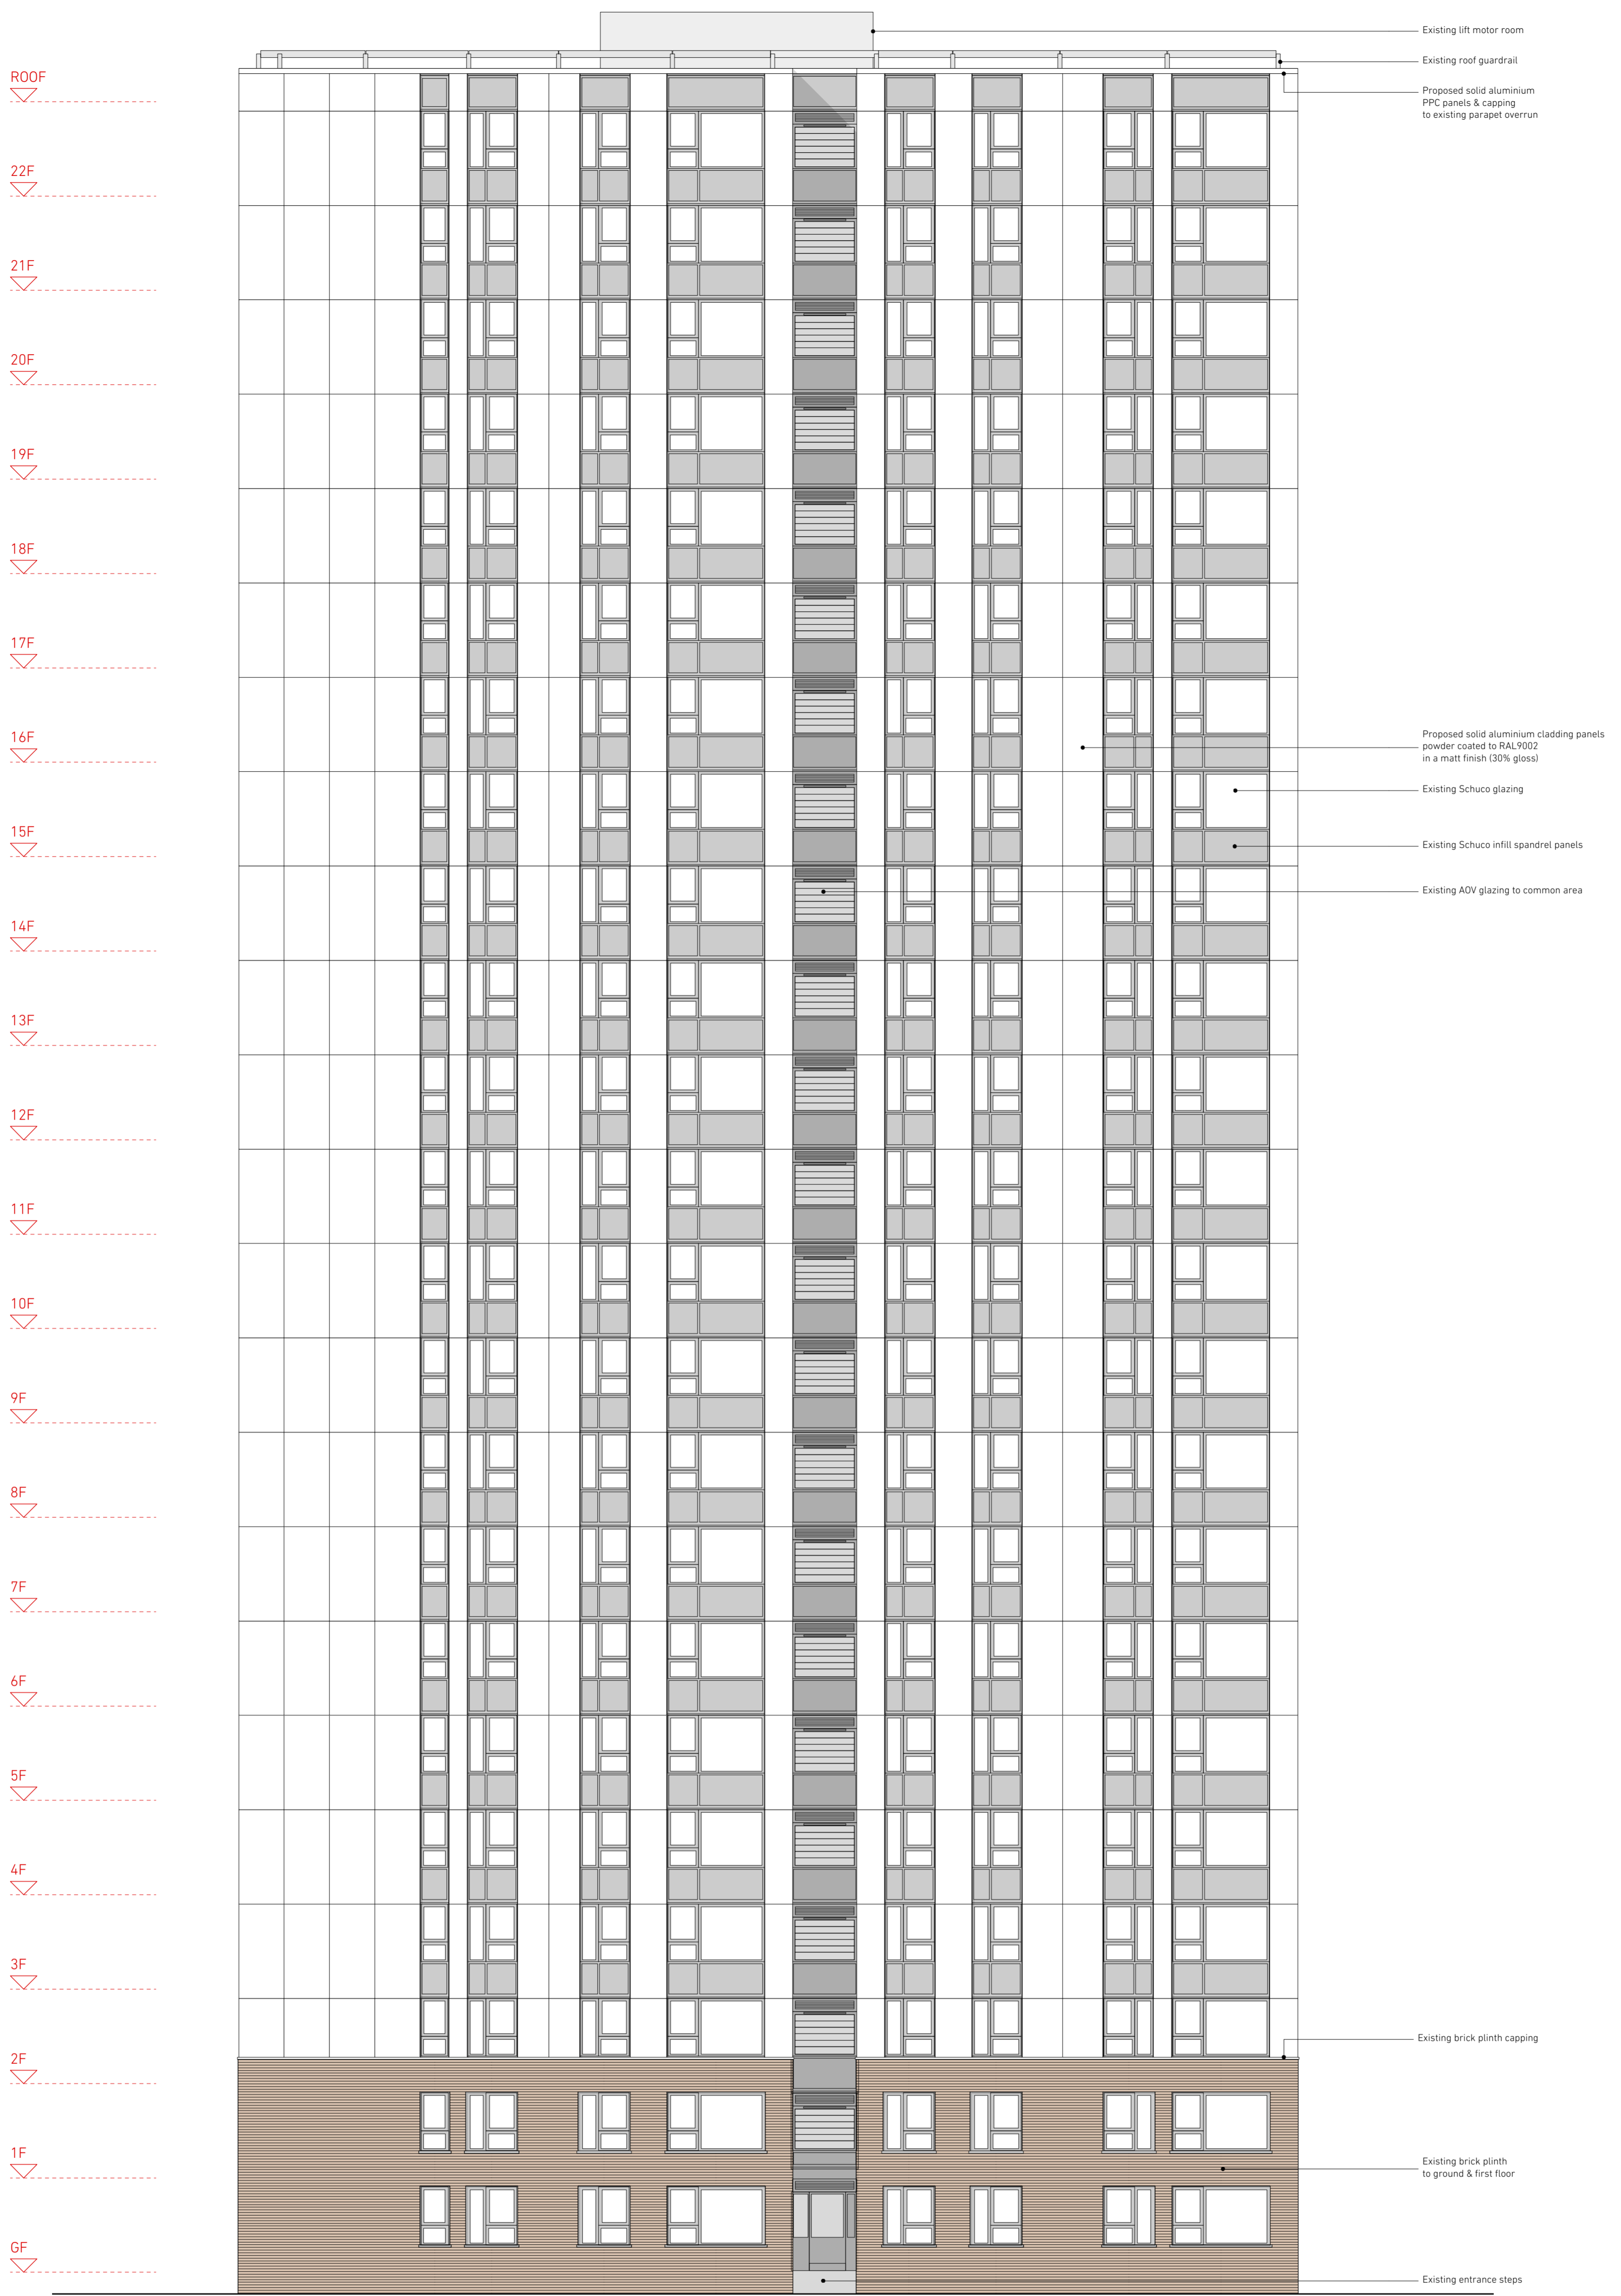 Existing lift motor room
Existing roof guardrail
ROOF
Proposed solid aluminium
PPC panels & capping
to existing parapet overrun
22F
21F
20F
19F
18F
17F
16F
Proposed solid aluminium cladding panels
powder coated to RAL9002
in a matt finish (30% gloss)
Existing Schuco glazing
15F
Existing Schuco infill spandrel panels
Existing AOV glazing to common area
14F
13F
12F
11F
10F
9F
8F
7F
6F
5F
4F
3F
Existing brick plinth capping
2F
1F
Existing brick plinth
to ground & first floor
GF
Existing entrance steps